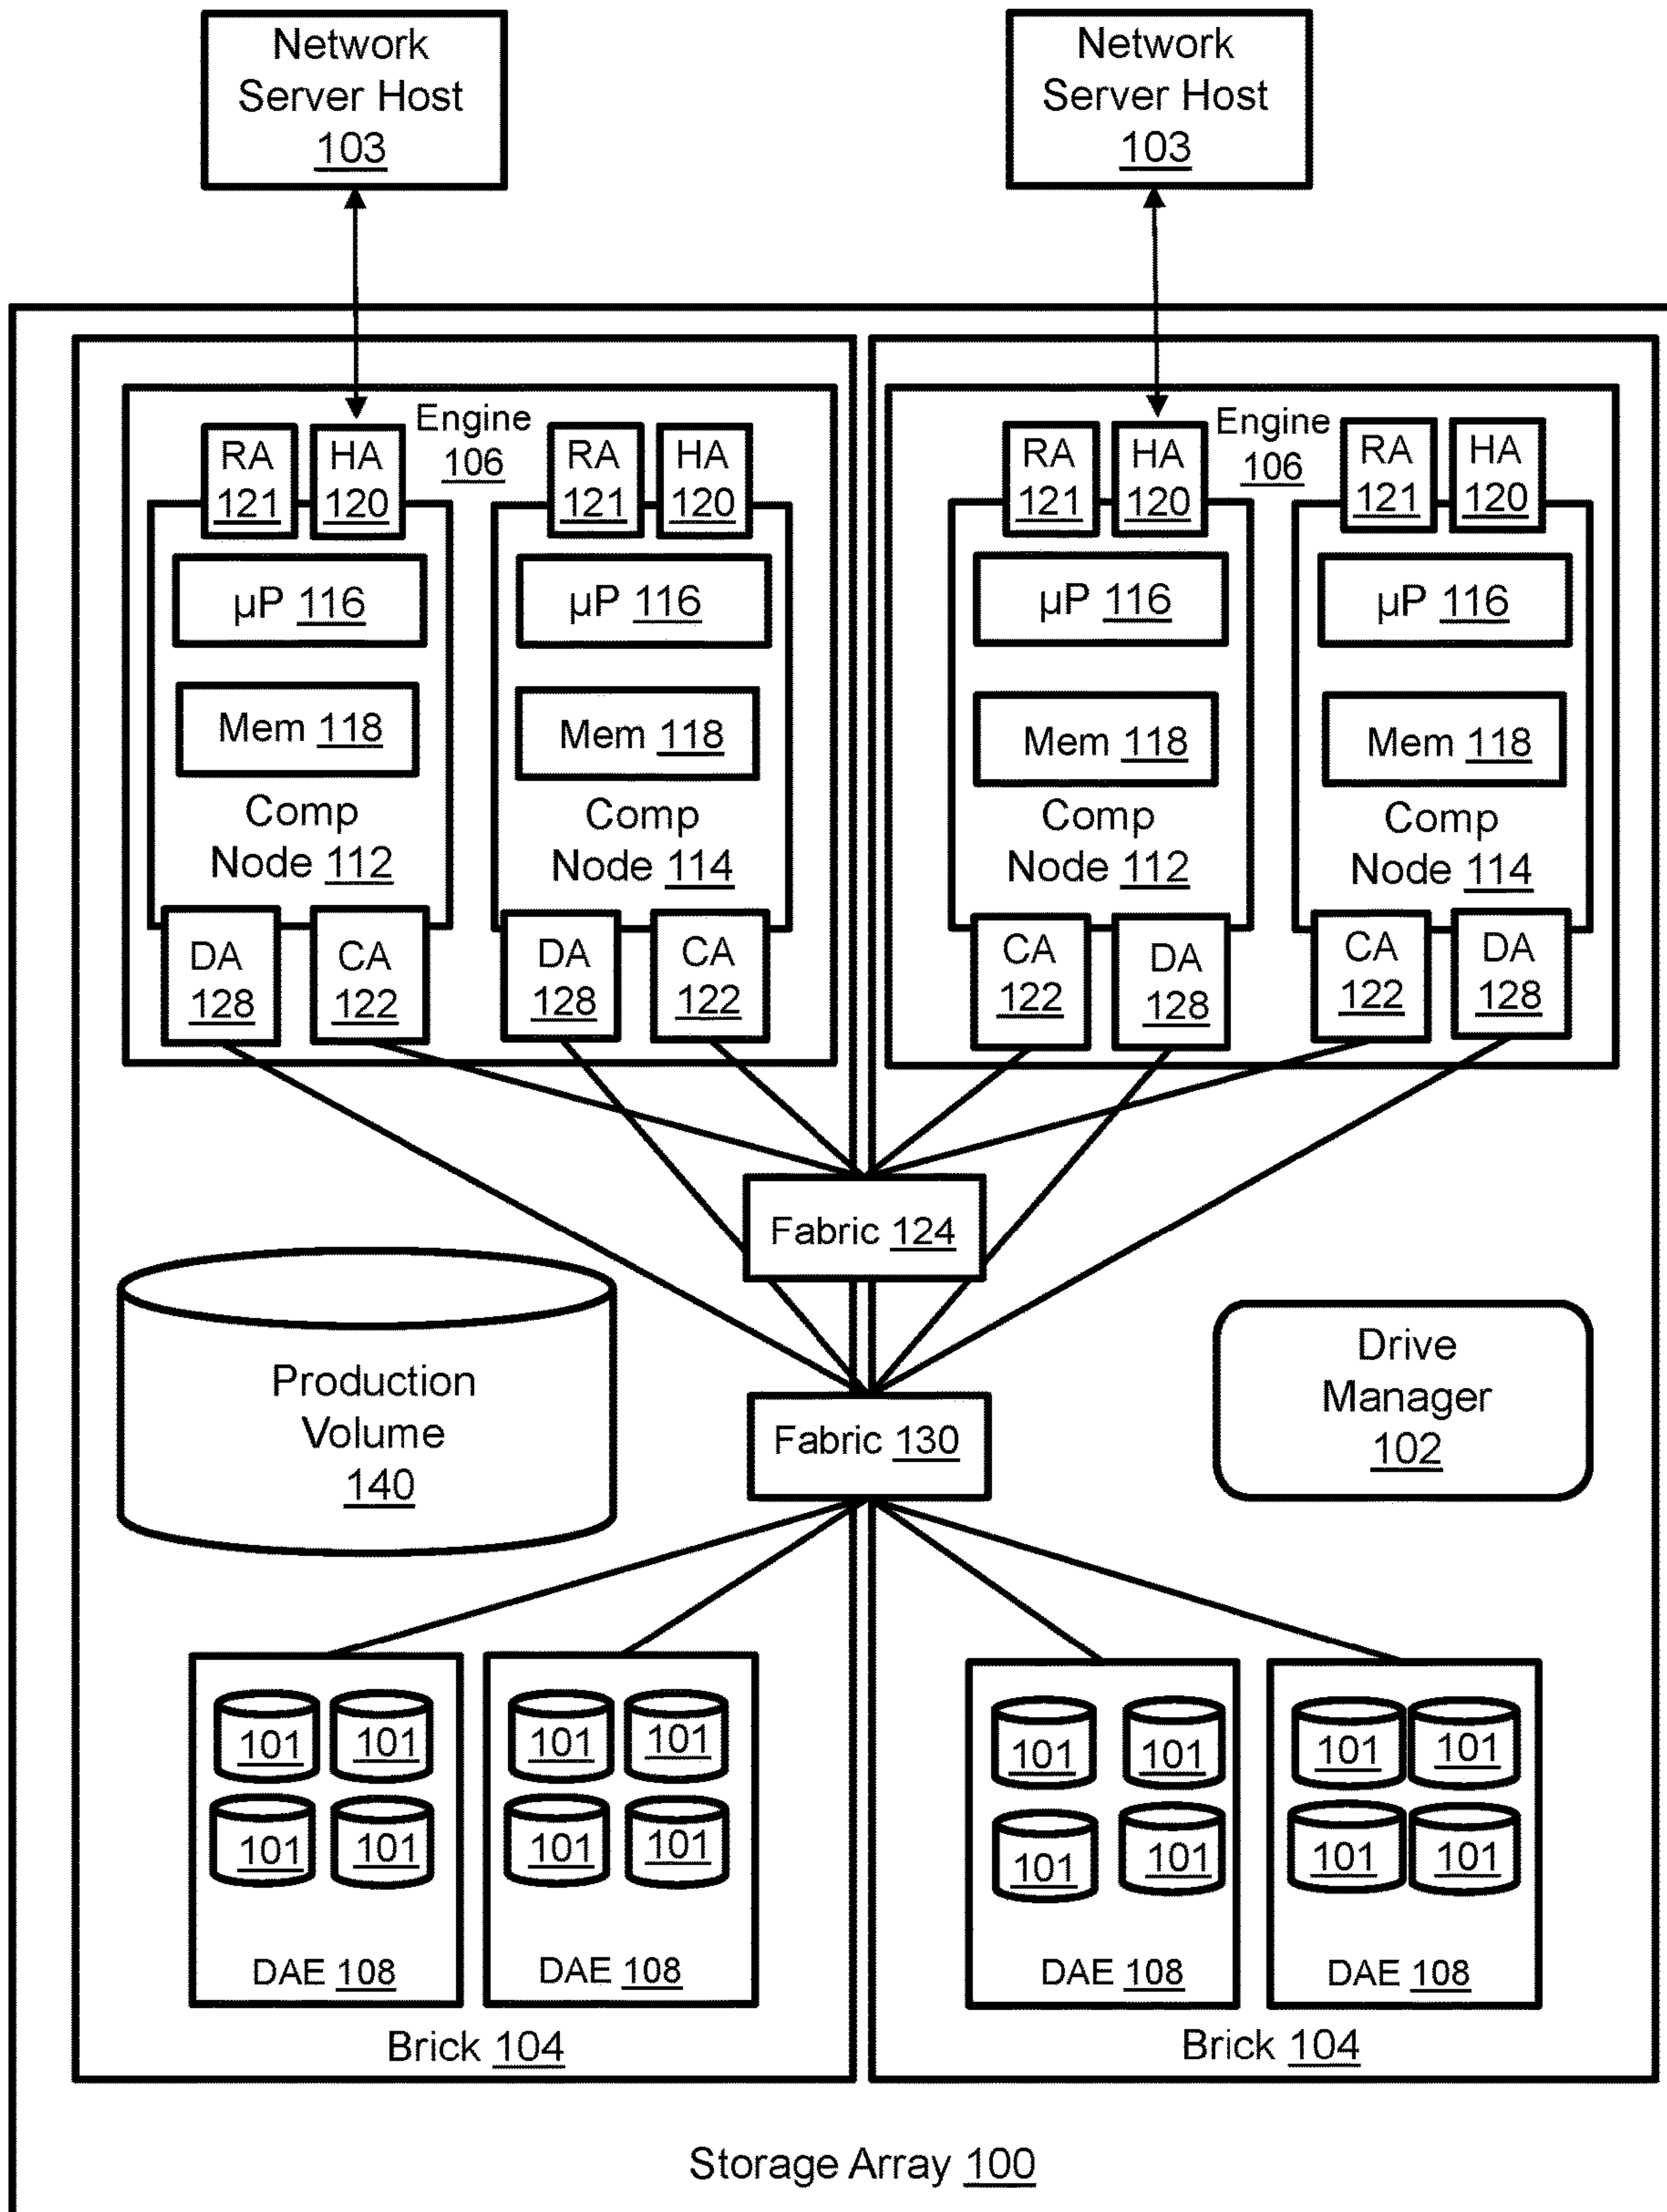 Network
Server Host
103
Network
Server Host
103
Engine
106
RA
121
HA
120
RA
121
HA
120
µP 116
µP 116
Mem 118
Mem 118
Comp
Node 112
Comp
Node 114
DA
128
CA
122
DA
128
CA
122
Engine
106
RA
121
HA
120
RA
121
HA
120
µP 116
µP 116
Mem 118
Mem 118
Comp
Node 112
Comp
Node 114
CA
122
DA
128
CA
122
DA
128
Fabric 124
Production
Volume
140
Fabric 130
Drive
Manager
102
101
101
101
101
DAE 108
101
101
101
101
DAE 108
Brick 104
101
101
101
101
DAE 108
101
101
101
101
DAE 108
Brick 104
Storage Array 100